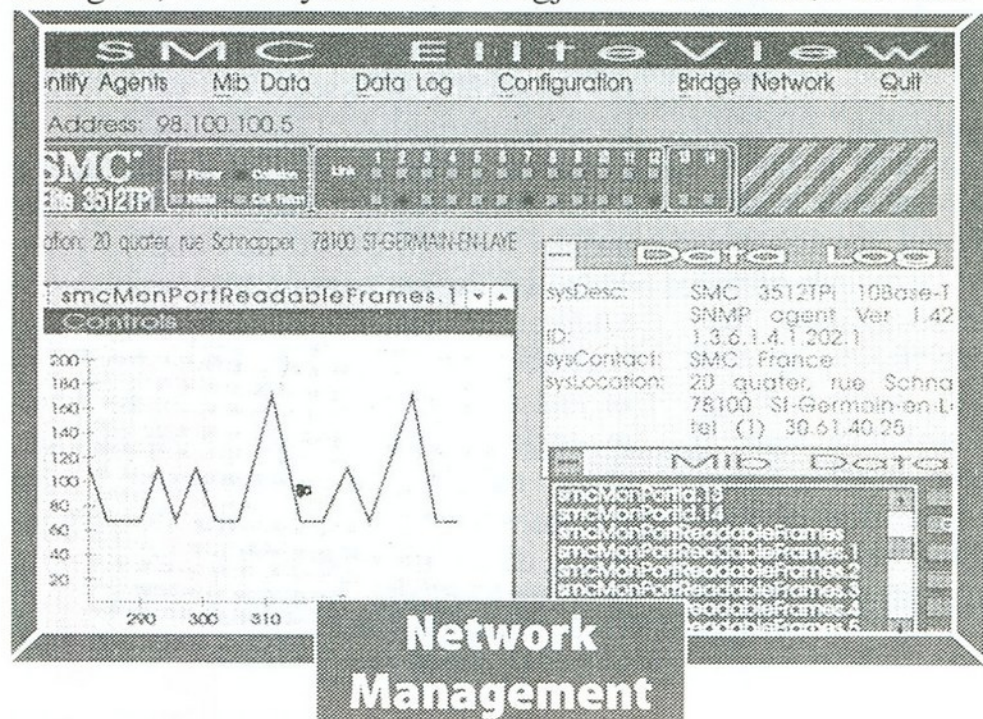 SMC EliteView
ntify Agents Mib Data Data Log Configuration Bridge Network Quit
Address: 98.100.100.5
SMC
Elite 3512TPi
Power Collision
NMM
Link 1 2 3 4 5 6 7 8 9 10 11 12 13 14
ation: 20 quater, rue Schnapper 78100 ST-GERMAIN-EN-LAYE
smcMonPortReadableFrames.1
Controls
200
180
160
140
120
100
80
60
40
20
290 300 310
Data Log
sysDesc: SMC 3512TPi 10Base-T
SNMP agent Ver 1.42
ID: 1.3.6.1.4.1.202.1
sysContact: SMC France
sysLocation: 20 quater, rue Schna
78100 St-Germain-en-L
tel (1) 30.61.40.25
Mib Data
smcMonPortId.13
smcMonPortId.14
smcMonPortReadableFrames
smcMonPortReadableFrames.1
smcMonPortReadableFrames.2
smcMonPortReadableFrames.3
ReadableFrames.4
ReadableFrames.5
Network
Management